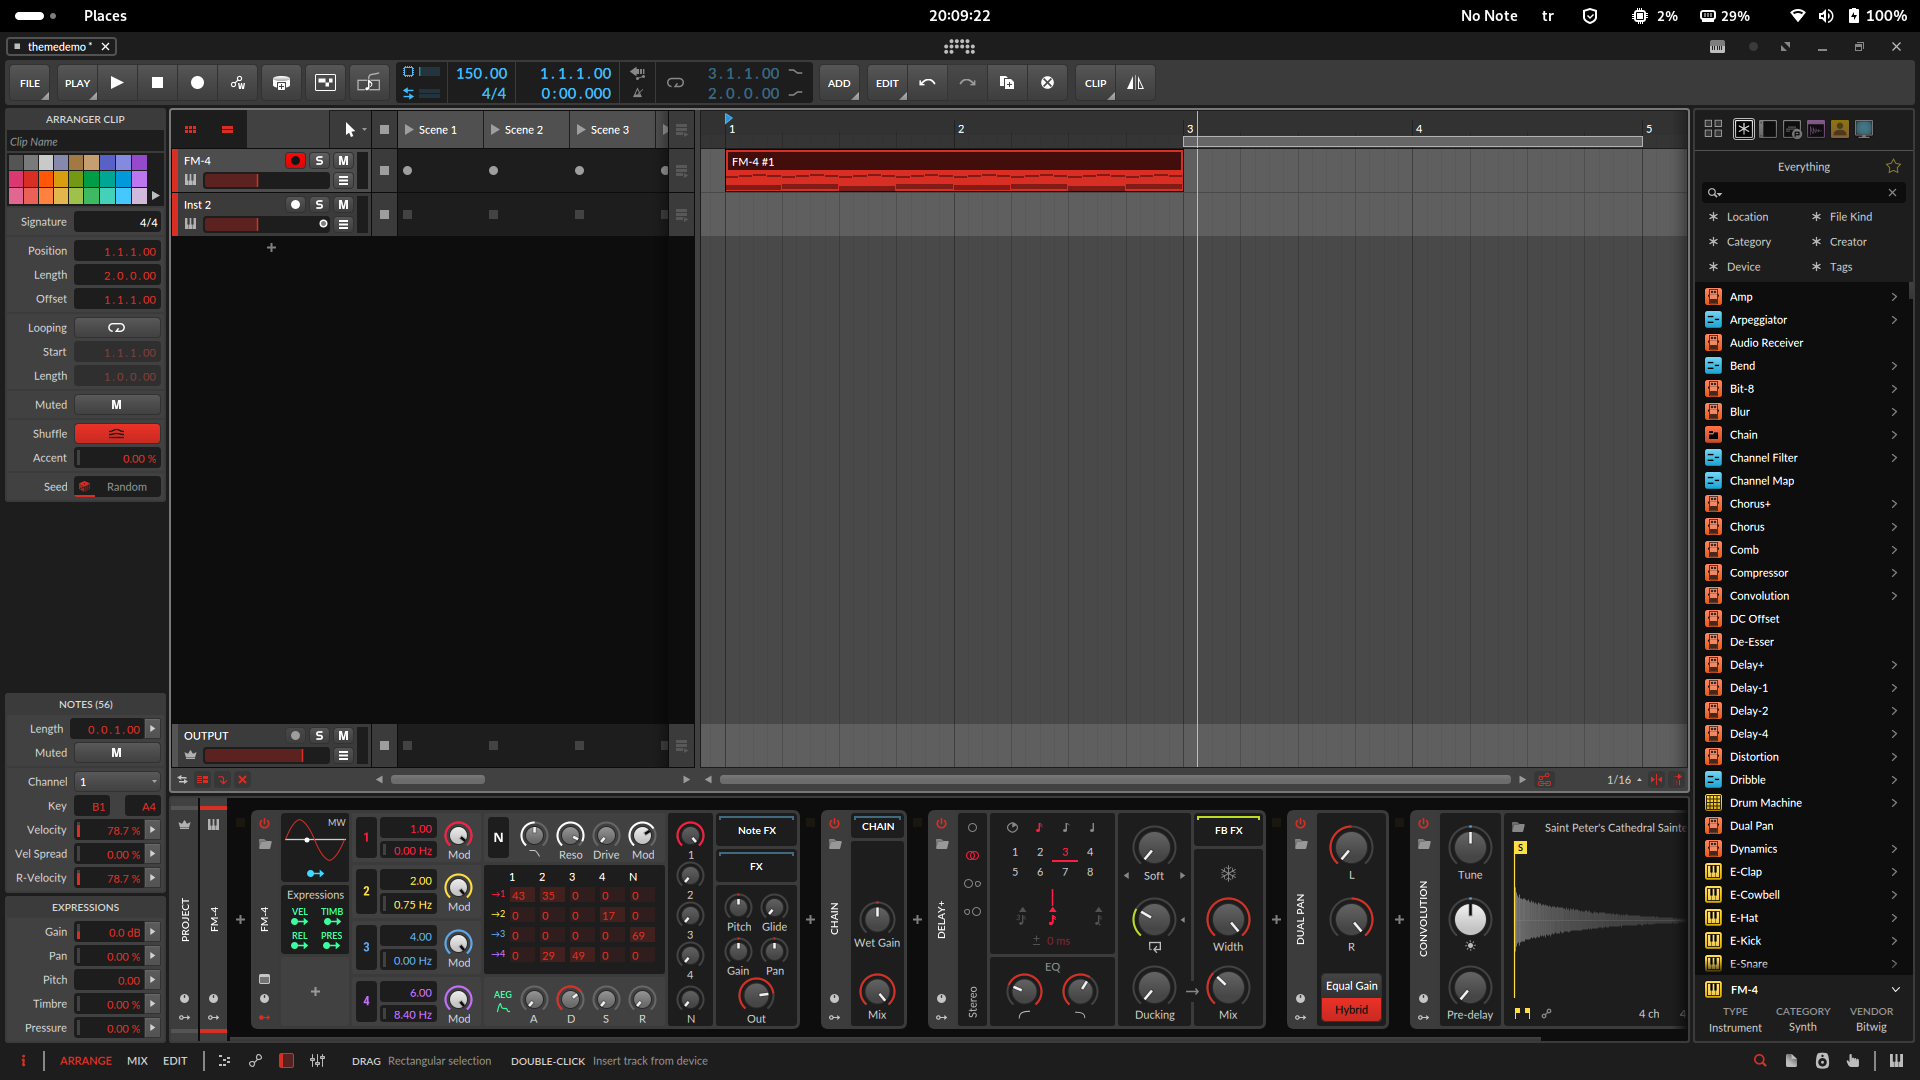 Places
20:09:22
No Note
tr
2%
29%
100%
themedemo *
FILE
PLAY
150.00
4/4
1.1.1.00
0:00.000
3.1.1.00
2.0.0.00
ADD
EDIT
CLIP
ARRANGER CLIP
Clip Name
Signature 4/4
Position 1.1.1.00
Length 2.0.0.00
Offset 1.1.1.00
Looping
Start 1.1.1.00
Length 1.0.0.00
Muted M
Shuffle
Accent 0.00 %
Seed Random
NOTES (56)
Length 0.0.1.00
Muted M
Channel 1
Key B1 A4
Velocity 78.7 %
Vel Spread 0.00 %
R-Velocity 78.7 %
EXPRESSIONS
Gain 0.0 dB
Pan 0.00 %
Pitch 0.00
Timbre 0.00 %
Pressure 0.00 %
Scene 1
Scene 2
Scene 3
FM-4 S M
Inst 2 S M
OUTPUT S M
1 2 3 4 5
FM-4 #1
1/16
PROJECT
FM-4
FM-4
MW
Expressions
VEL TIMB
REL PRES
1 1.00 0.00 Hz Mod
2 2.00 0.75 Hz Mod
3 4.00 0.00 Hz Mod
4 6.00 8.40 Hz Mod
N Reso Drive Mod
1 2 3 4 N
→1 43 35 0 0 0
→2 0 0 0 17 0
→3 0 0 0 0 69
→4 0 29 49 0 0
AEG A D S R
1
2
3
4
N
Note FX
FX
Pitch Glide
Gain Pan
Out
CHAIN
CHAIN
Wet Gain
Mix
DELAY+
Stereo
1 2 3 4
5 6 7 8
± 0 ms
EQ
Soft
Ducking
FB FX
Width
Mix
DUAL PAN
L
R
Equal Gain
Hybrid
CONVOLUTION
Tune
Pre-delay
Saint Peter's Cathedral Sainte
S
4 ch
4
Everything
Location File Kind
Category Creator
Device Tags
Amp
Arpeggiator
Audio Receiver
Bend
Bit-8
Blur
Chain
Channel Filter
Channel Map
Chorus+
Chorus
Comb
Compressor
Convolution
DC Offset
De-Esser
Delay+
Delay-1
Delay-2
Delay-4
Distortion
Dribble
Drum Machine
Dual Pan
Dynamics
E-Clap
E-Cowbell
E-Hat
E-Kick
E-Snare
FM-4
TYPE CATEGORY VENDOR
Instrument Synth Bitwig
i ARRANGE MIX EDIT
DRAG Rectangular selection DOUBLE-CLICK Insert track from device